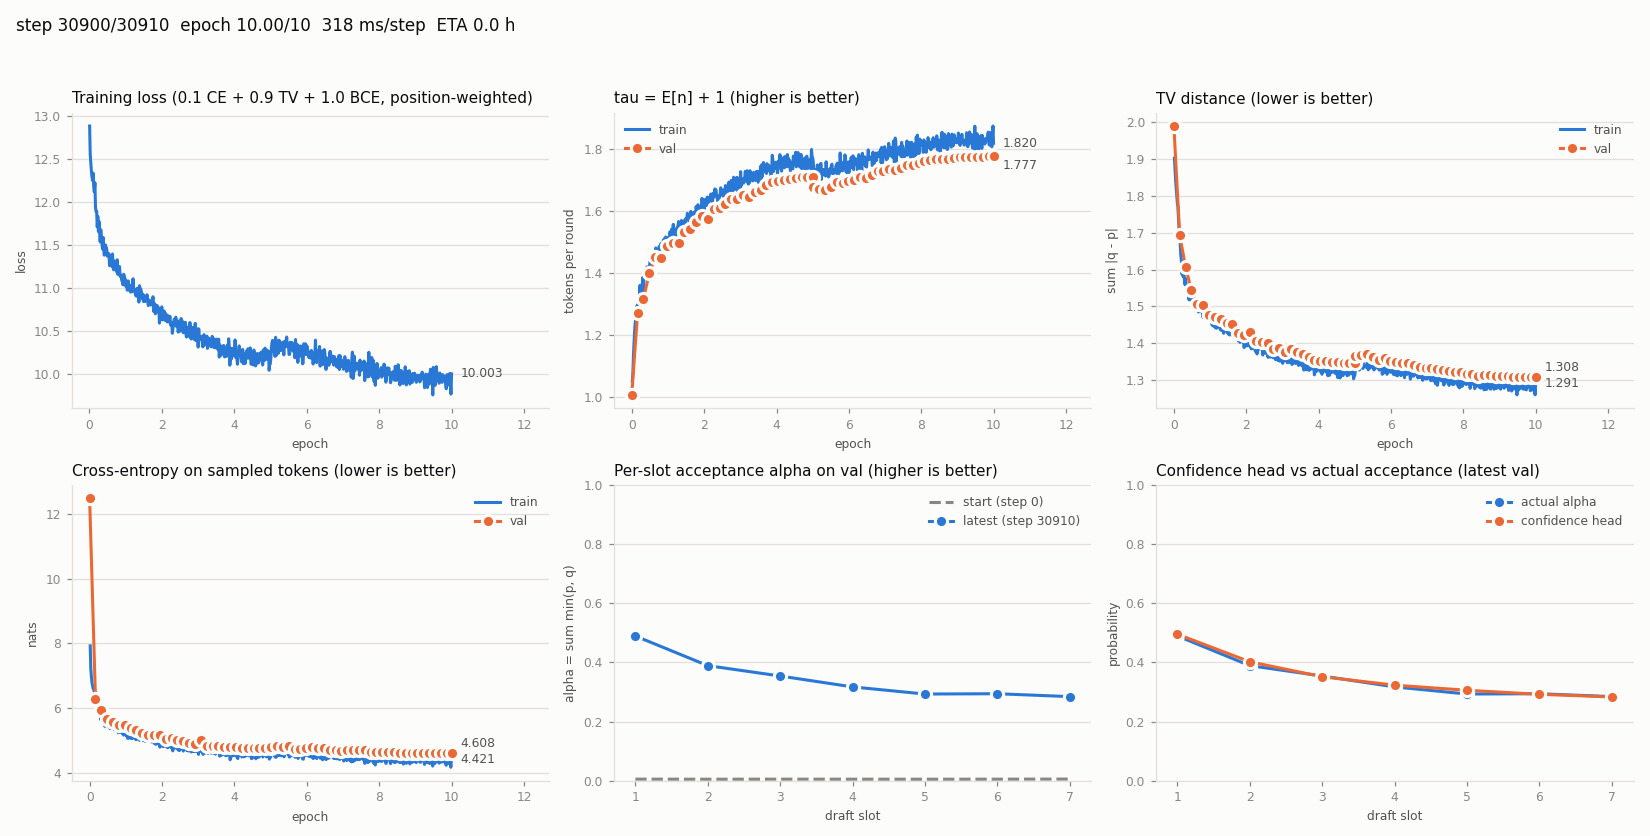 step 30900/30910  epoch 10.00/10  318 ms/step  ETA 0.0 h
Training loss (0.1 CE + 0.9 TV + 1.0 BCE, position-weighted)
13.0
12.5
12.0
11.5
11.0
10.5
10.0
loss
10.003
0 2 4 6 8 10 12
epoch
tau = E[n] + 1 (higher is better)
train
val
1.8
1.6
1.4
1.2
1.0
tokens per round
1.820
1.777
0 2 4 6 8 10 12
epoch
TV distance (lower is better)
train
val
2.0
1.9
1.8
1.7
1.6
1.5
1.4
1.3
sum |q - p|
1.308
1.291
0 2 4 6 8 10 12
epoch
Cross-entropy on sampled tokens (lower is better)
train
val
12
10
8
6
4
nats
4.608
4.421
0 2 4 6 8 10 12
epoch
Per-slot acceptance alpha on val (higher is better)
start (step 0)
latest (step 30910)
1.0
0.8
0.6
0.4
0.2
0.0
alpha = sum min(p, q)
1 2 3 4 5 6 7
draft slot
Confidence head vs actual acceptance (latest val)
actual alpha
confidence head
1.0
0.8
0.6
0.4
0.2
0.0
probability
1 2 3 4 5 6 7
draft slot